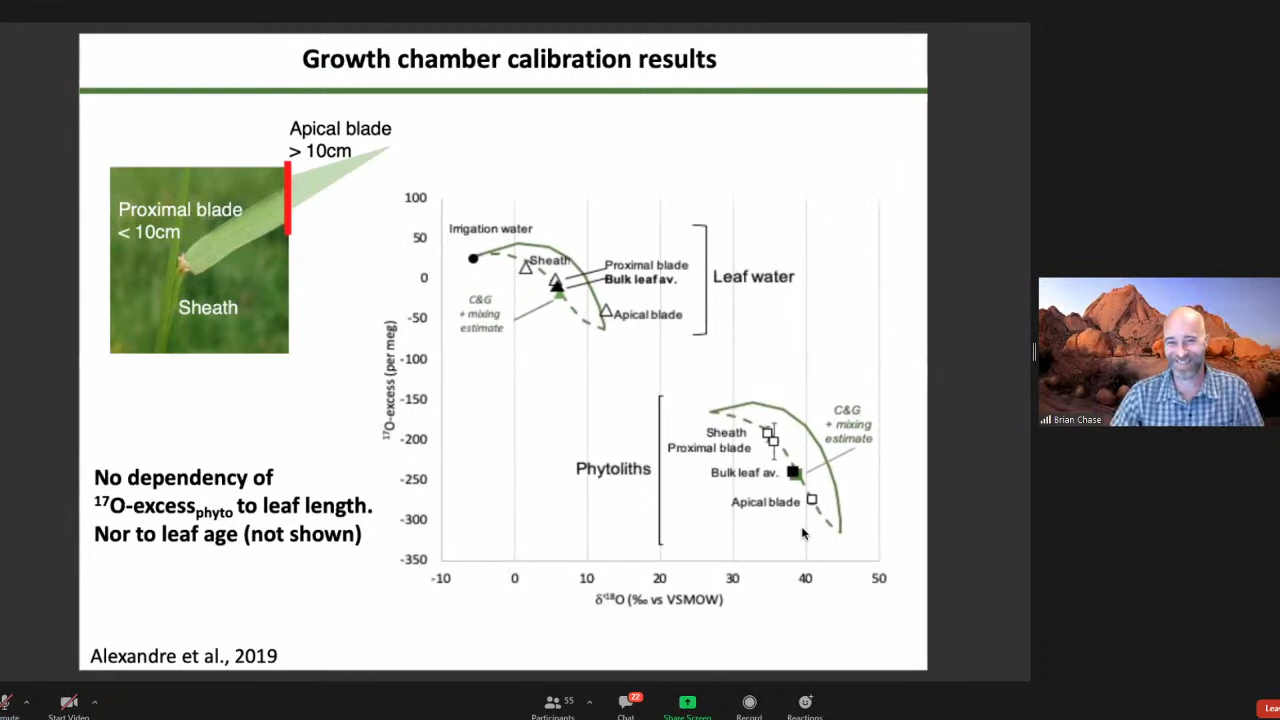 Growth chamber calibration results
Apical blade
> 10cm
Proximal blade
< 10cm
Sheath
100
50
0
-50
-100
-150
-200
-250
-300
-350
-10
0
10
20
30
40
50
¹⁷O-excess (per meg)
δ'¹⁸O (‰ vs VSMOW)
Irrigation water
Sheath
Proximal blade
Bulk leaf av.
Apical blade
C&G
+ mixing
estimate
Leaf water
Phytoliths
Sheath
Proximal blade
Bulk leaf av.
Apical blade
C&G
+ mixing
estimate
No dependency of
¹⁷O-excess_phyto to leaf length.
Nor to leaf age (not shown)
Alexandre et al., 2019
Brian Chase
Start Video
55
Participants
22
Chat
Share Screen
Record
Reactions